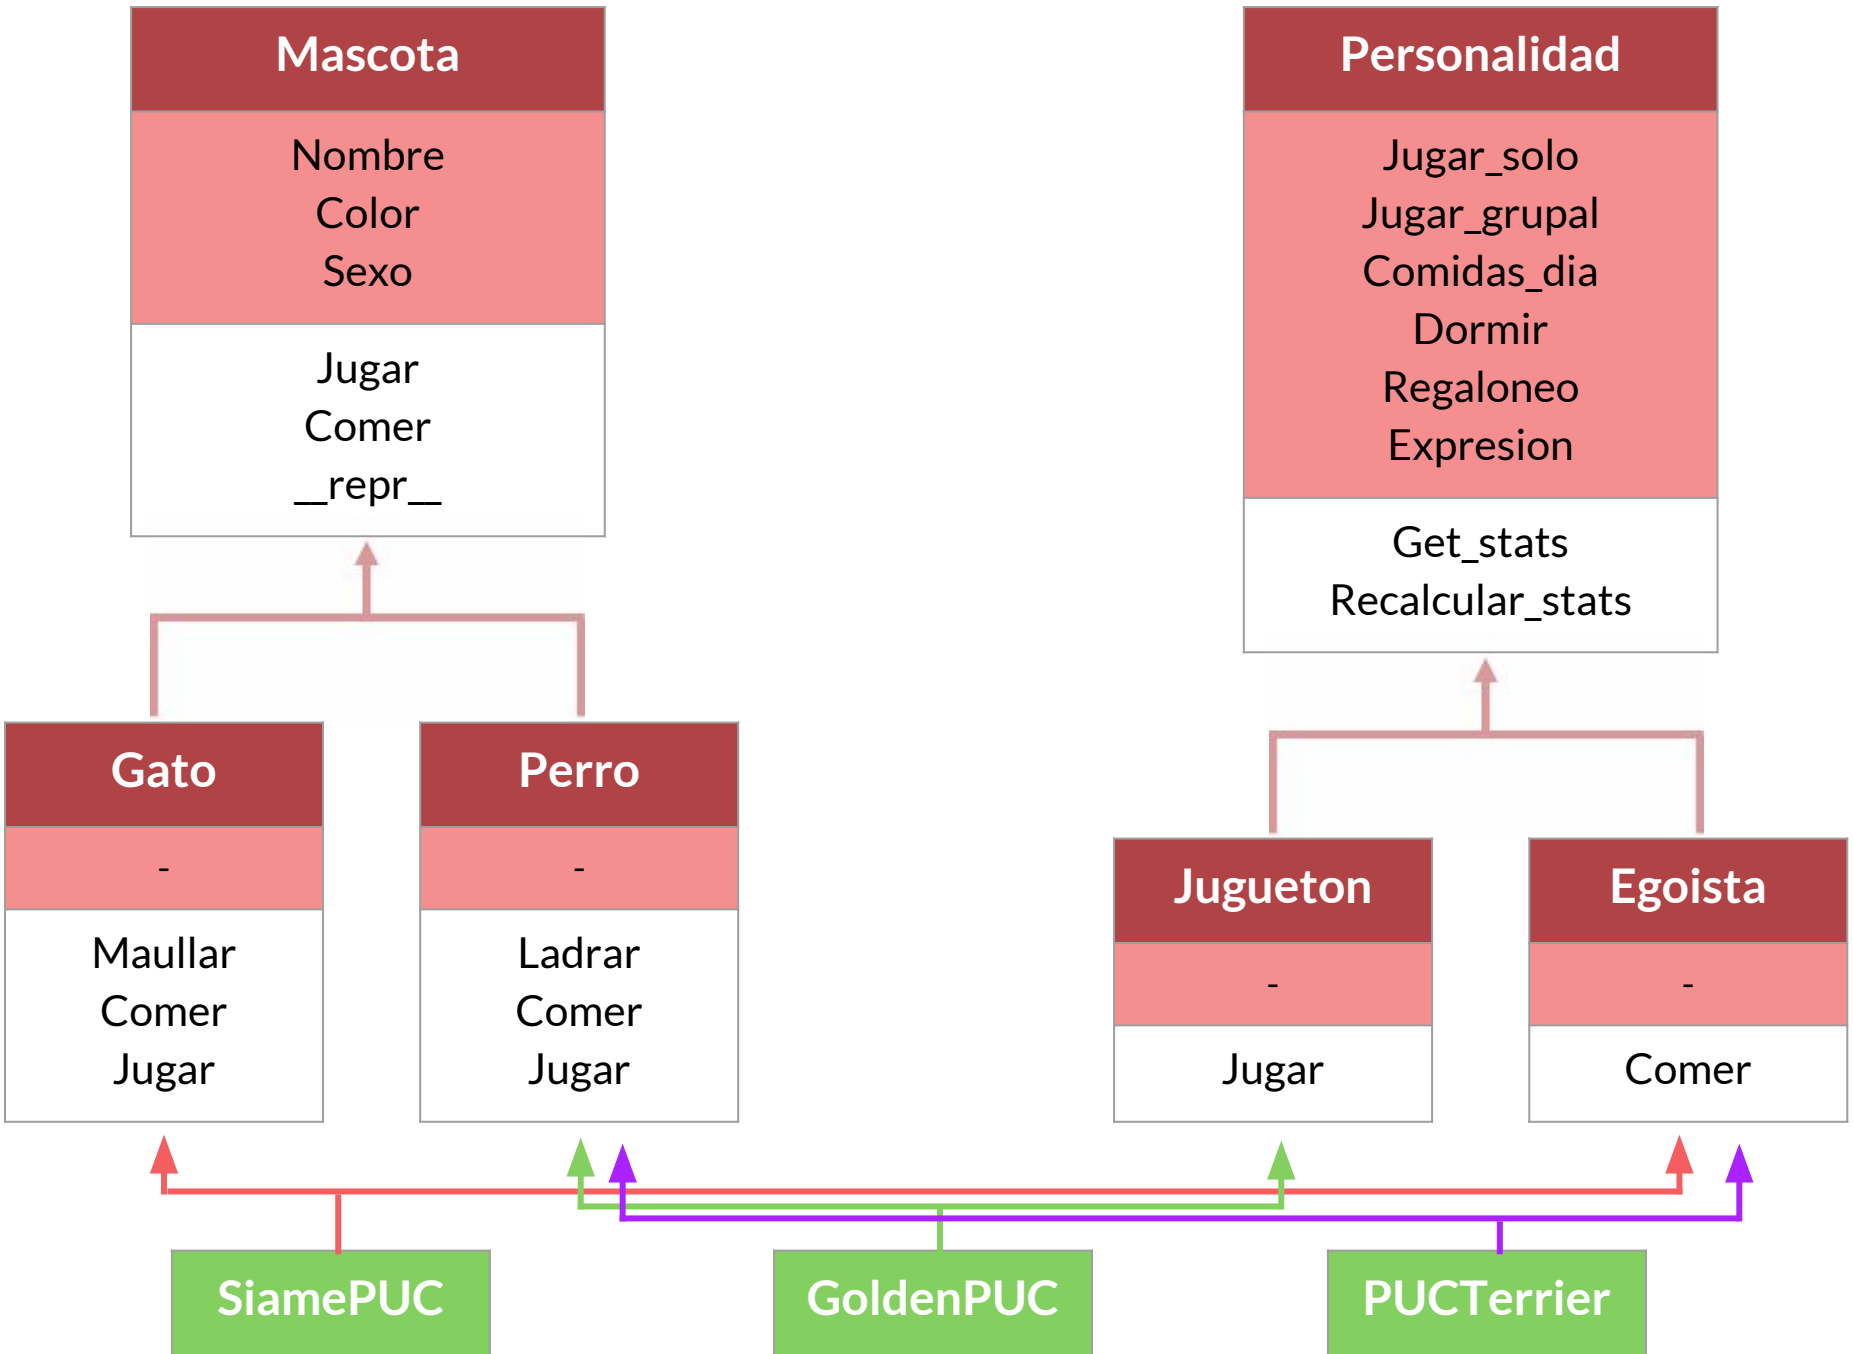 Mascota
Nombre
Color
Sexo
Jugar
Comer
__repr__
Personalidad
Jugar_solo
Jugar_grupal
Comidas_dia
Dormir
Regaloneo
Expresion
Get_stats
Recalcular_stats
Gato
-
Maullar
Comer
Jugar
Perro
-
Ladrar
Comer
Jugar
Jugueton
-
Jugar
Egoista
-
Comer
SiamePUC
GoldenPUC
PUCTerrier